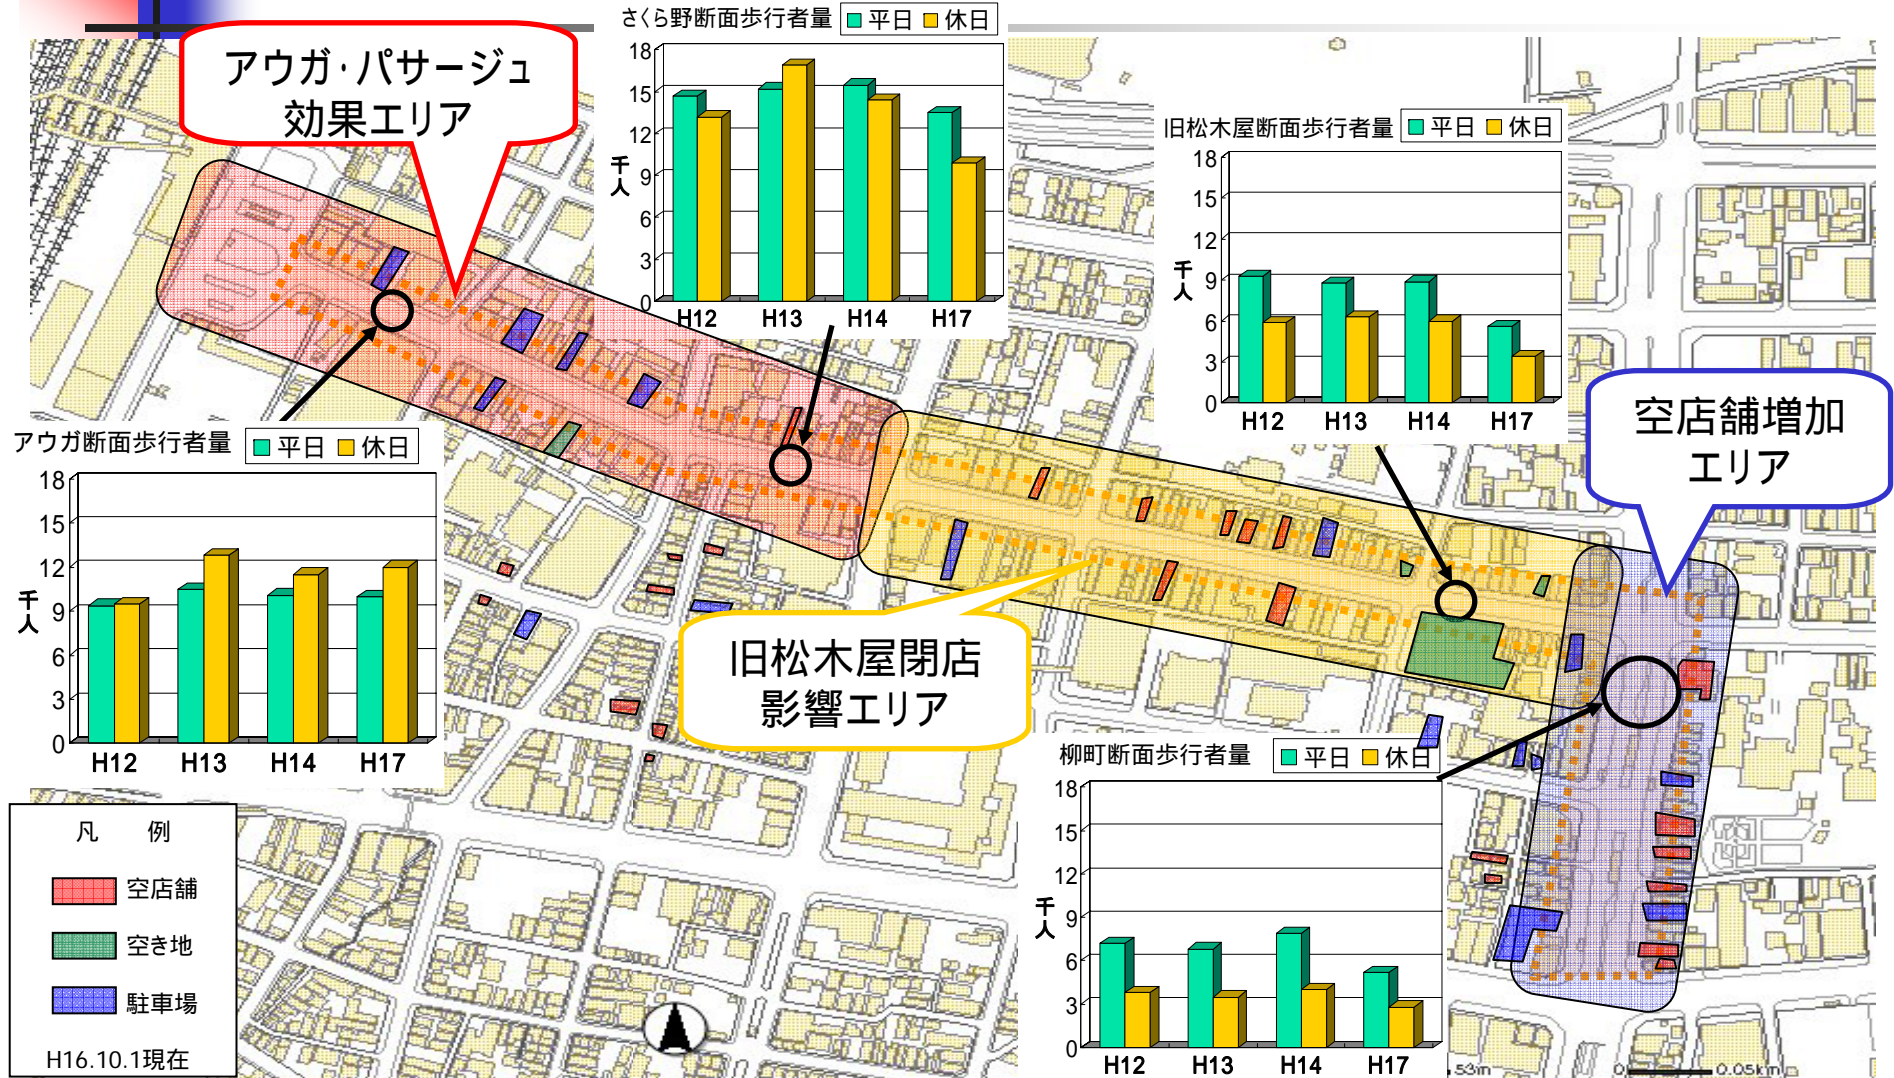 さくら野断面歩行者量 平日 休日
千人
18
15
12
9
6
3
0
H12 H13 H14 H17
アウガ・パサージュ
効果エリア
旧松木屋断面歩行者量 平日 休日
千人
18
15
12
9
6
3
0
H12 H13 H14 H17
空店舗増加
エリア
アウガ断面歩行者量 平日 休日
千人
18
15
12
9
6
3
0
H12 H13 H14 H17
旧松木屋閉店
影響エリア
柳町断面歩行者量 平日 休日
千人
18
15
12
9
6
3
0
H12 H13 H14 H17
凡 例
空店舗
空き地
駐車場
H16.10.1現在
.53m 0 0.05km